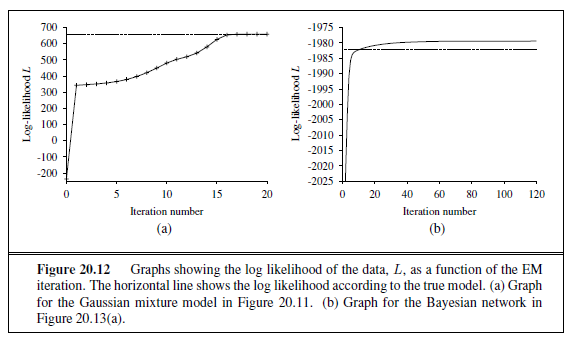 700
600
500
400
300
200
100
0
-100
-200
Log-likelihood L
0 5 10 15 20
Iteration number
(a)
-1975
-1980
-1985
-1990
-1995
-2000
-2005
-2010
-2015
-2020
-2025
Log-likelihood L
0 20 40 60 80 100 120
Iteration number
(b)
Figure 20.12 Graphs showing the log likelihood of the data, L, as a function of the EM
iteration. The horizontal line shows the log likelihood according to the true model. (a) Graph
for the Gaussian mixture model in Figure 20.11. (b) Graph for the Bayesian network in
Figure 20.13(a).